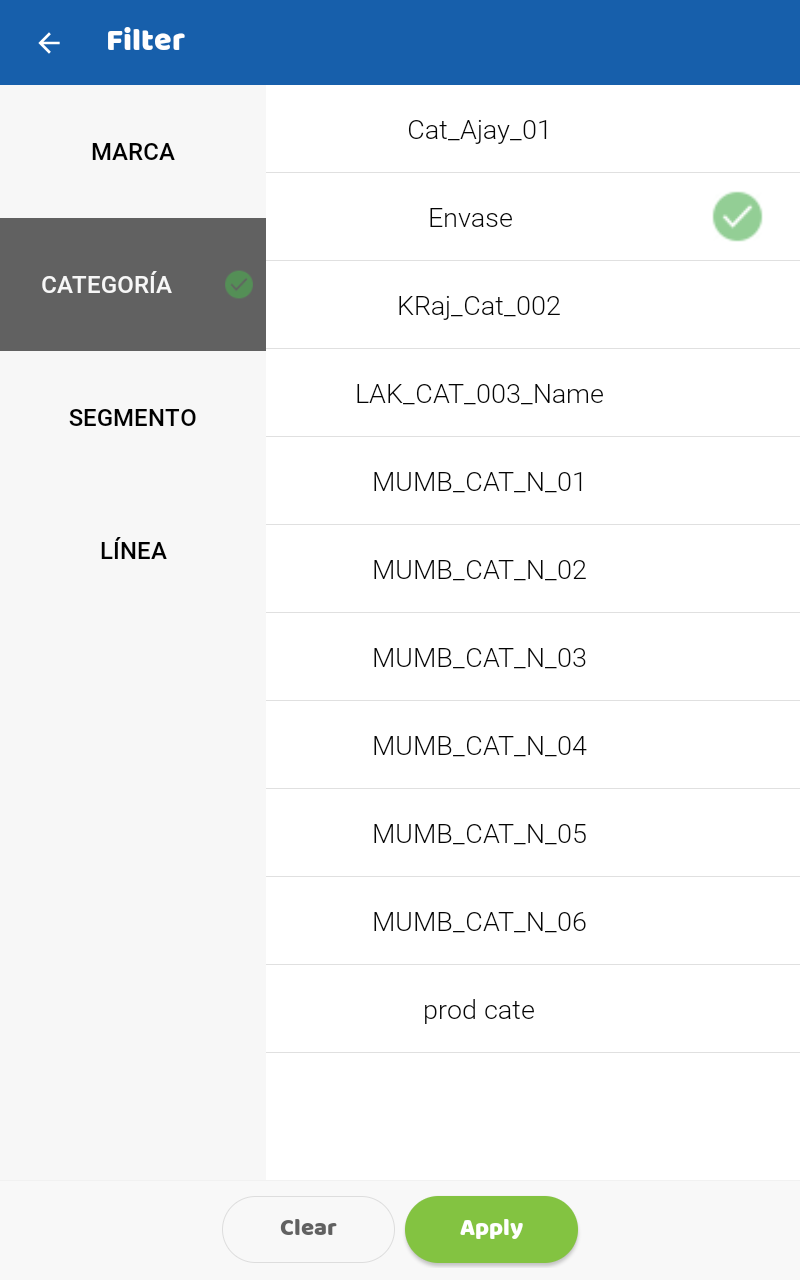 Filter
MARCA
CATEGORÍA
SEGMENTO
LÍNEA
Cat_Ajay_01
Envase
KRaj_Cat_002
LAK_CAT_003_Name
MUMB_CAT_N_01
MUMB_CAT_N_02
MUMB_CAT_N_03
MUMB_CAT_N_04
MUMB_CAT_N_05
MUMB_CAT_N_06
prod cate
Clear
Apply